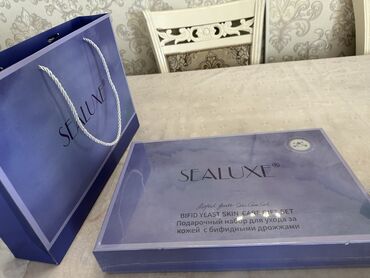 SEALUXE
SEALUXE®
BIFID YEAST SKIN CARE GIFT SET
Подарочный набор для ухода за
кожей с бифидными дрожжами